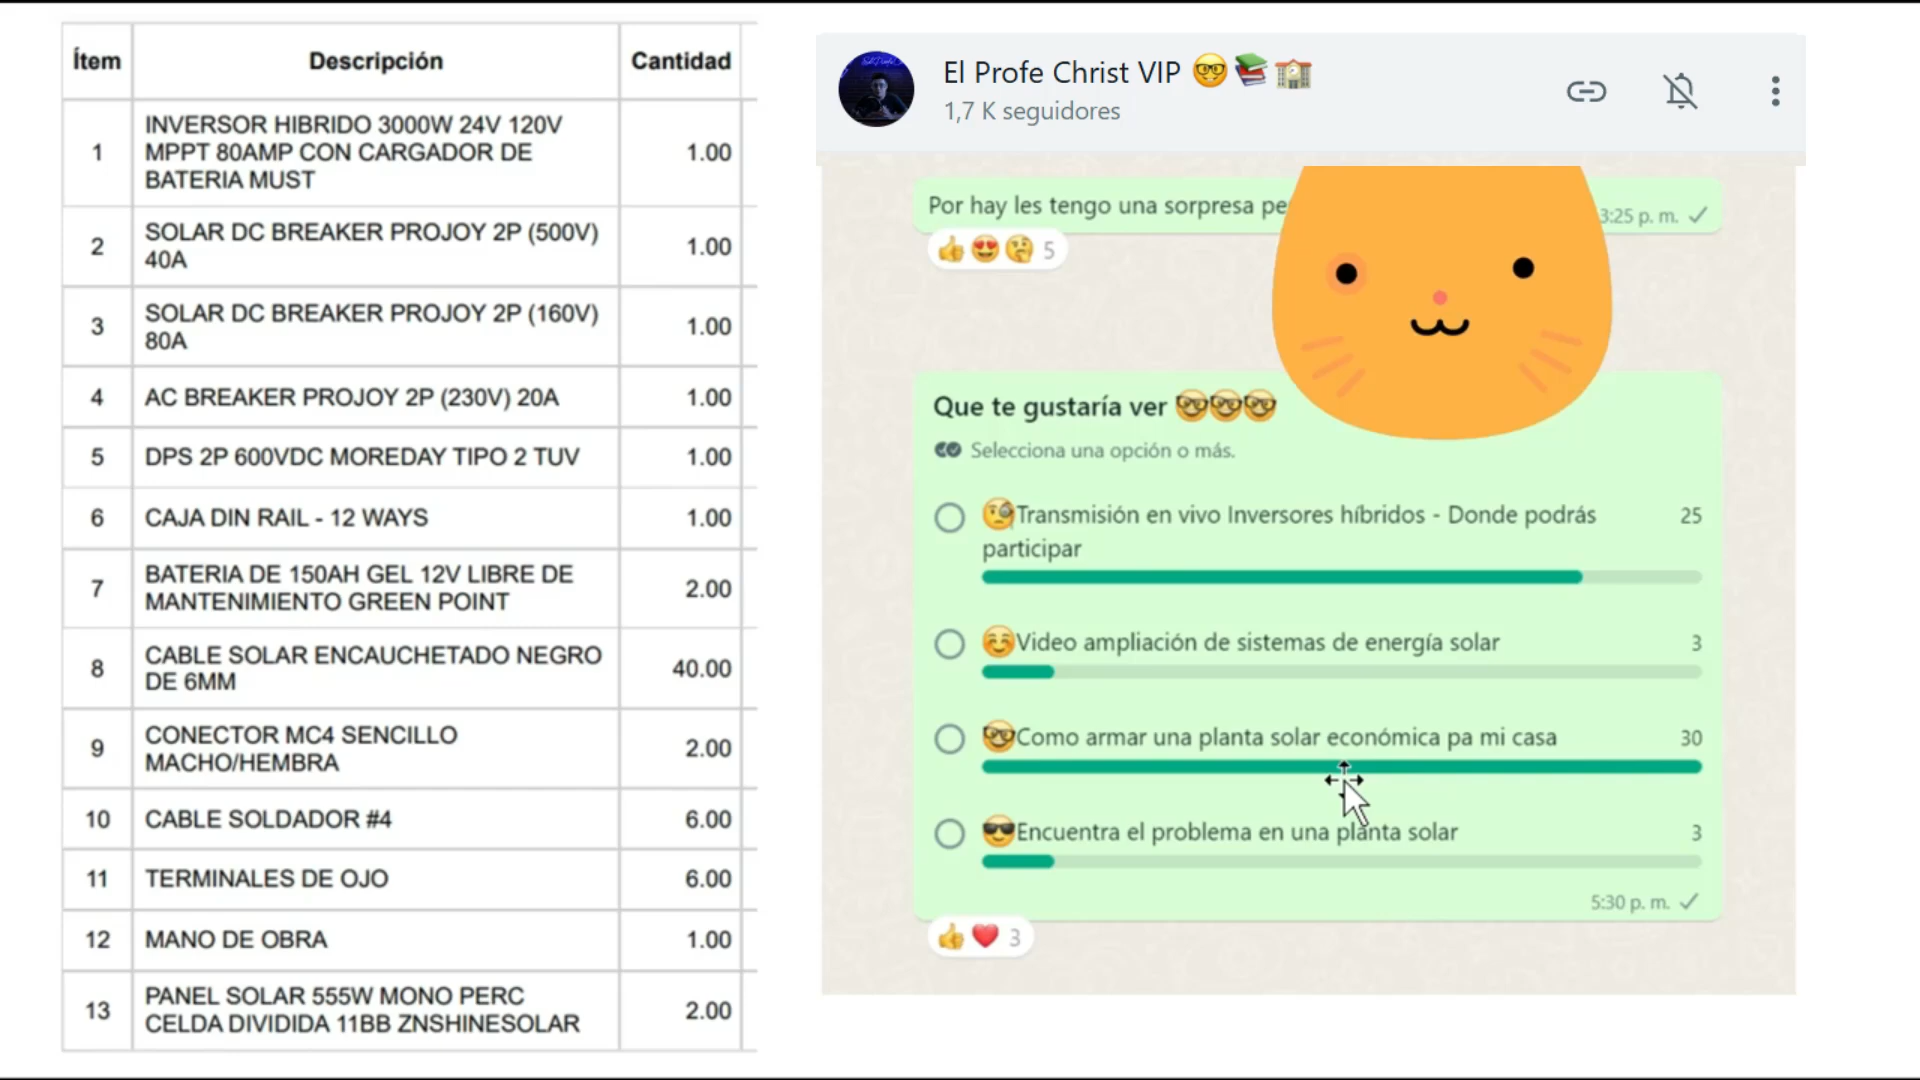 Ítem Descripción Cantidad
1 INVERSOR HIBRIDO 3000W 24V 120V
MPPT 80AMP CON CARGADOR DE
BATERIA MUST 1.00
2 SOLAR DC BREAKER PROJOY 2P (500V)
40A 1.00
3 SOLAR DC BREAKER PROJOY 2P (160V)
80A 1.00
4 AC BREAKER PROJOY 2P (230V) 20A 1.00
5 DPS 2P 600VDC MOREDAY TIPO 2 TUV 1.00
6 CAJA DIN RAIL - 12 WAYS 1.00
7 BATERIA DE 150AH GEL 12V LIBRE DE
MANTENIMIENTO GREEN POINT 2.00
8 CABLE SOLAR ENCAUCHETADO NEGRO
DE 6MM 40.00
9 CONECTOR MC4 SENCILLO
MACHO/HEMBRA 2.00
10 CABLE SOLDADOR #4 6.00
11 TERMINALES DE OJO 6.00
12 MANO DE OBRA 1.00
13 PANEL SOLAR 555W MONO PERC
CELDA DIVIDIDA 11BB ZNSHINESOLAR 2.00
El Profe Christ VIP 🤓📚🏫
1,7 K seguidores
Por hay les tengo una sorpresa
3:25 p. m.
👍😍🤔 5
Que te gustaría ver 🤓🤓🤓
Selecciona una opción o más.
🧐Transmisión en vivo Inversores híbridos - Donde podrás 25
participar
☺️Video ampliación de sistemas de energía solar 3
🤓Como armar una planta solar económica pa mi casa 30
😎Encuentra el problema en una planta solar 3
5:30 p. m.
👍❤️ 3